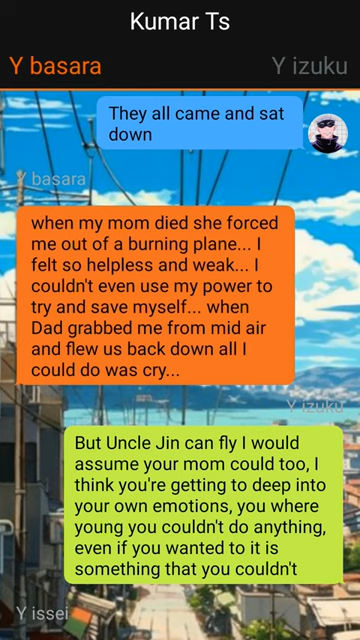 Kumar Ts
Y basara
Y izuku
They all came and sat
down
Y basara
when my mom died she forced
me out of a burning plane... I
felt so helpless and weak... I
couldn't even use my power to
try and save myself... when
Dad grabbed me from mid air
and flew us back down all I
could do was cry...
Y izuku
But Uncle Jin can fly I would
assume your mom could too, I
think you're getting to deep into
your own emotions, you where
young you couldn't do anything,
even if you wanted to it is
something that you couldn't
Y issei